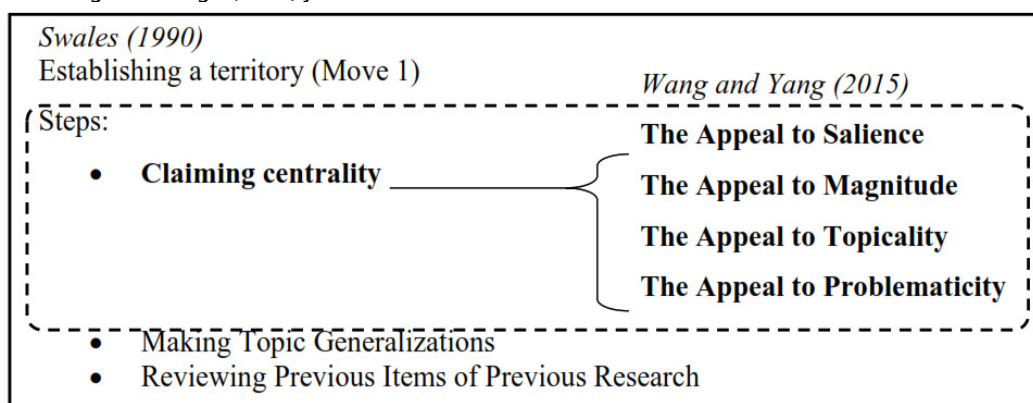 Swales (1990)
Establishing a territory (Move 1)
Wang and Yang (2015)
Steps:
The Appeal to Salience
• Claiming centrality
The Appeal to Magnitude
The Appeal to Topicality
The Appeal to Problematicity
• Making Topic Generalizations
• Reviewing Previous Items of Previous Research